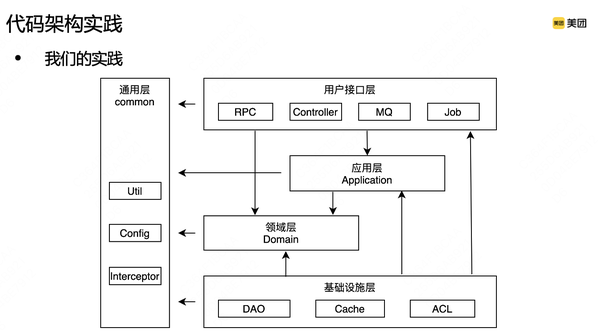 代码架构实践
美团 美团
• 我们的实践
通用层
common
用户接口层
RPC
Controller
MQ
Job
应用层
Application
Util
领域层
Domain
Config
Interceptor
基础设施层
DAO
Cache
ACL